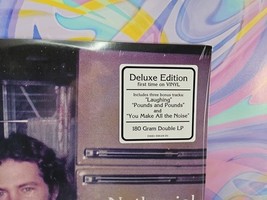 Deluxe Edition
first time on VINYL
Includes three bonus tracks:
"Laughing"
"Pounds and Pounds"
and
"You Make All the Noise"
180 Gram Double LP